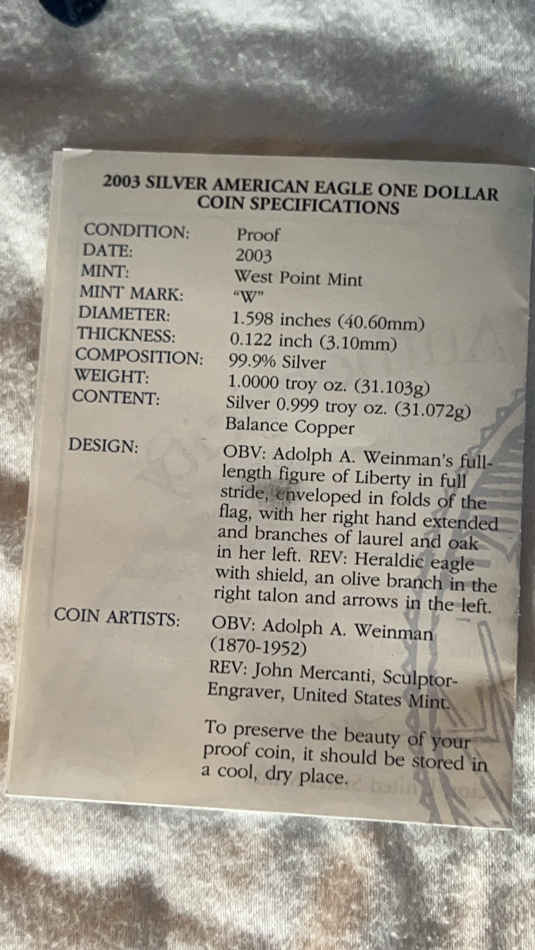 2003 SILVER AMERICAN EAGLE ONE DOLLAR
COIN SPECIFICATIONS
CONDITION: Proof
DATE: 2003
MINT: West Point Mint
MINT MARK: “W”
DIAMETER: 1.598 inches (40.60mm)
THICKNESS: 0.122 inch (3.10mm)
COMPOSITION: 99.9% Silver
WEIGHT: 1.0000 troy oz. (31.103g)
CONTENT: Silver 0.999 troy oz. (31.072g)
Balance Copper
DESIGN: OBV: Adolph A. Weinman's full-
length figure of Liberty in full
stride, enveloped in folds of the
flag, with her right hand extended
and branches of laurel and oak
in her left. REV: Heraldic eagle
with shield, an olive branch in the
right talon and arrows in the left.
COIN ARTISTS: OBV: Adolph A. Weinman
(1870-1952)
REV: John Mercanti, Sculptor-
Engraver, United States Mint.
To preserve the beauty of your
proof coin, it should be stored in
a cool, dry place.